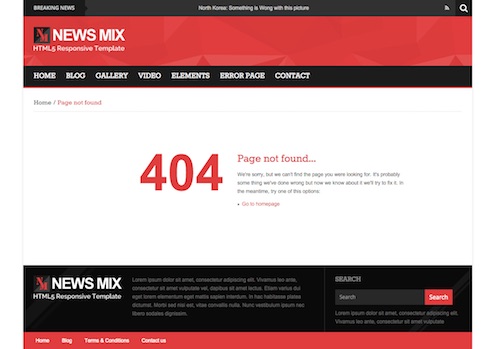 BREAKING NEWS
North Korea: Something is Wong with this picture
NEWS MIX
HTML5 Responsive Template
HOME BLOG GALLERY VIDEO ELEMENTS ERROR PAGE CONTACT
Home / Page not found
404
Page not found...
We're sorry, but we can't find the page you were looking for. It's probably
some thing we've done wrong but now we know about it we'll try to fix it. In
the meantime, try one of this options:
Go to homepage
NEWS MIX
HTML5 Responsive Template
Lorem ipsum dolor sit amet, consectetur adipiscing elit. Vivamus leo ante,
consectetur sit amet vulputate vel, dapibus sit amet lectus. Etiam varius dui
eget lorem elementum eget mattis sapien interdum. In hac habitasse platea
dictumst. Morbi sed nisl est, vitae convallis nulla. Vestibulum nunc ipsum nec
libero sodales dignissim.
SEARCH
Search
Search
Lorem ipsum dolor sit amet, consectetur
adipiscing elit. Vivamus leo ante,
Home Blog Terms & Conditions Contact us